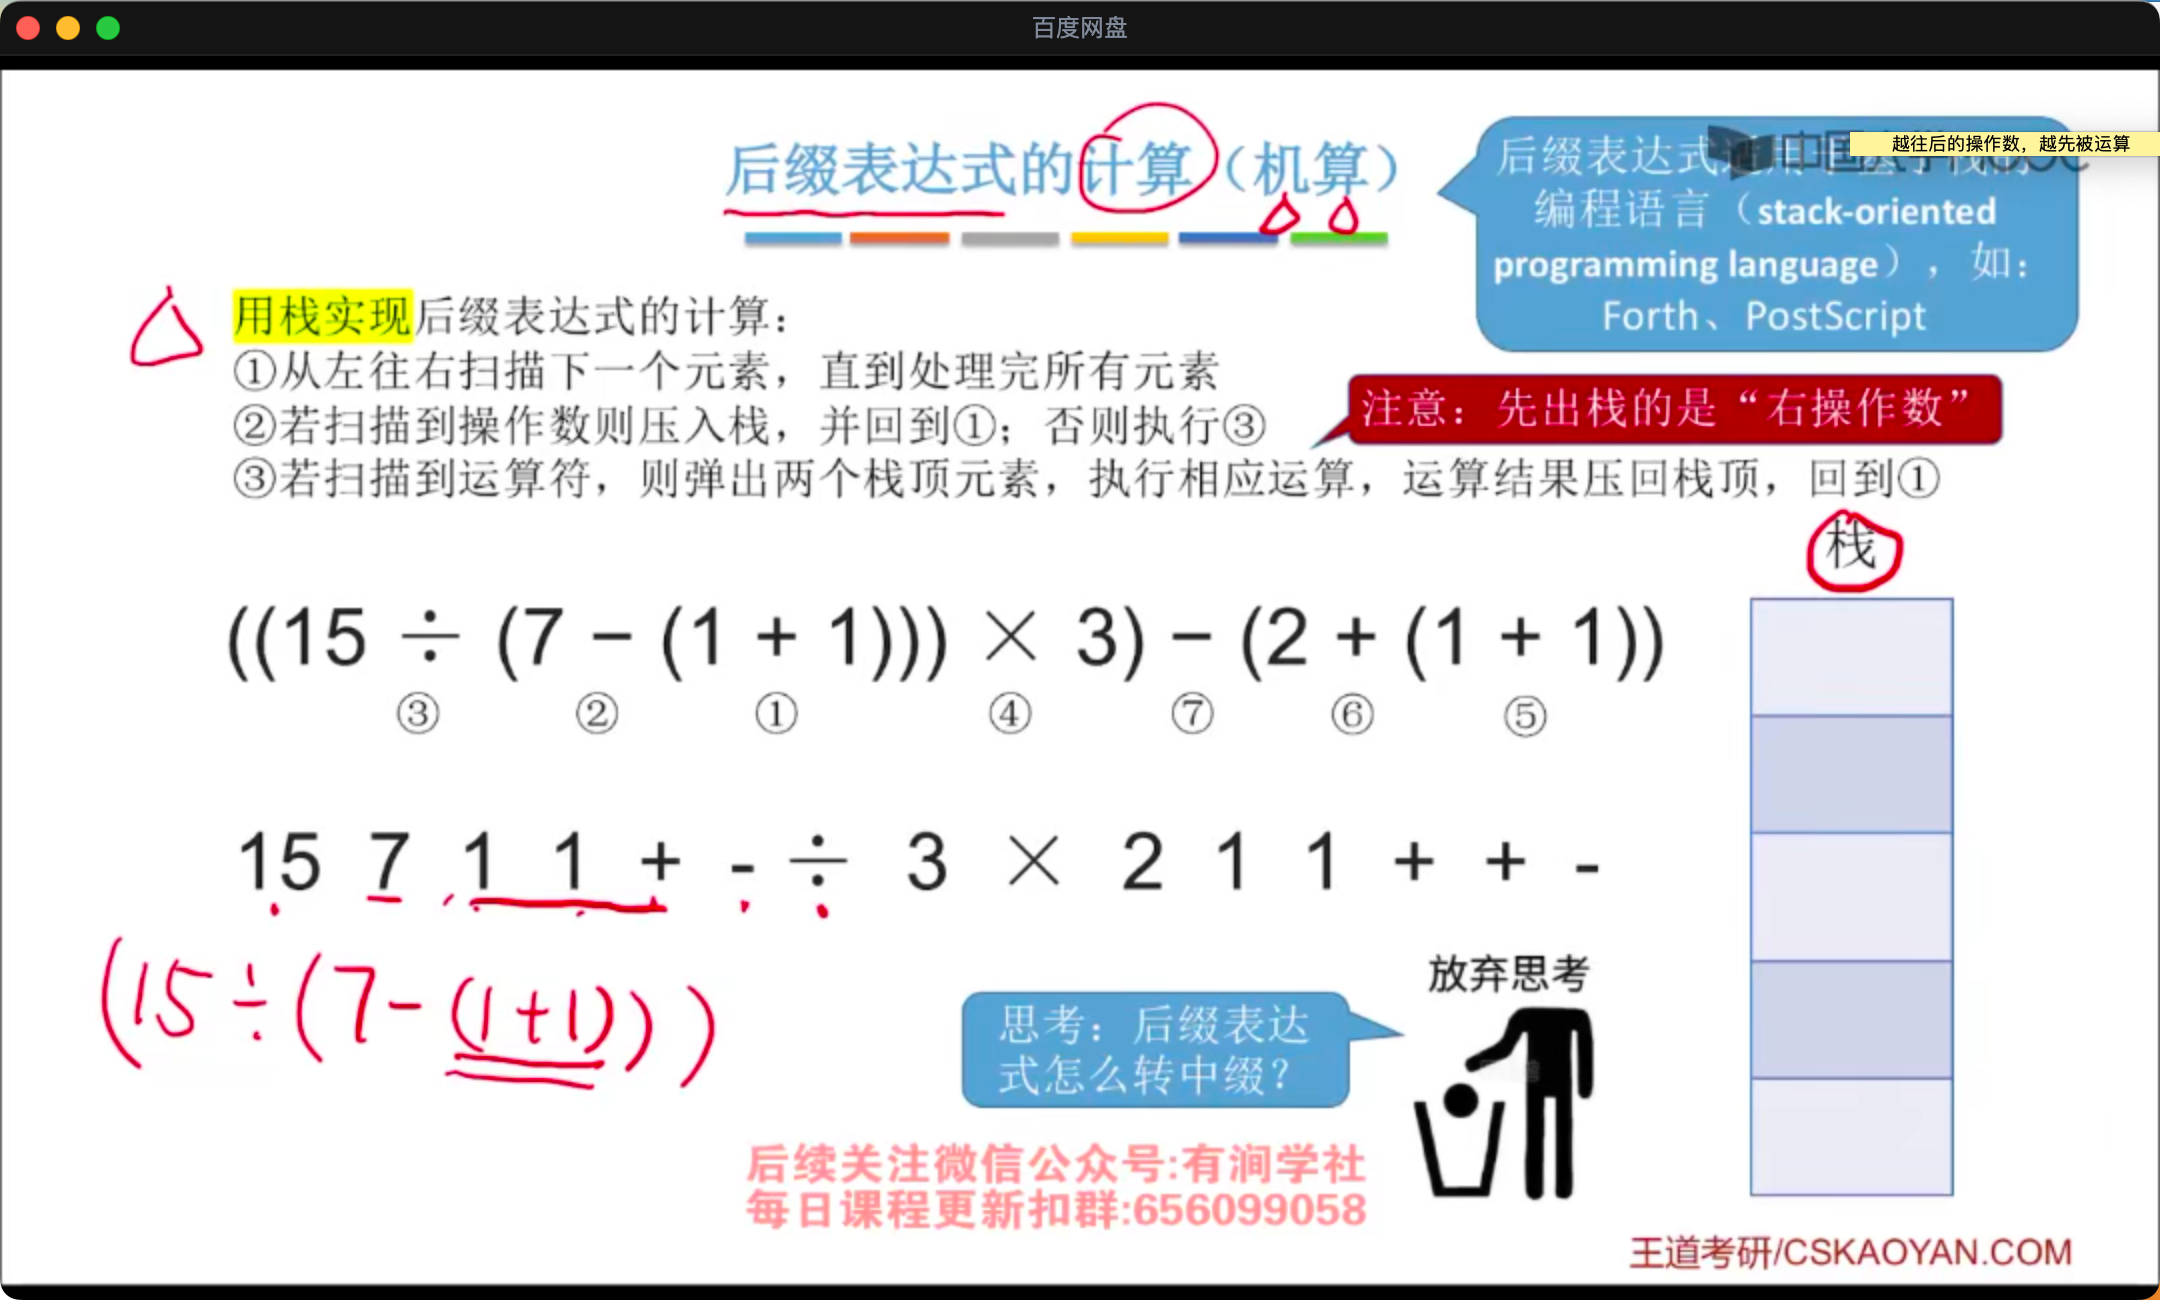 百度网盘
后缀表达式的计算（机算）
越往后的操作数，越先被运算
后缀表达式适用于基于栈的
编程语言（stack-oriented
programming language），如：
Forth、PostScript
用栈实现后缀表达式的计算：
①从左往右扫描下一个元素，直到处理完所有元素
②若扫描到操作数则压入栈，并回到①；否则执行③
③若扫描到运算符，则弹出两个栈顶元素，执行相应运算，运算结果压回栈顶，回到①
注意：先出栈的是“右操作数”
栈
((15 ÷ (7 − (1 + 1))) × 3) − (2 + (1 + 1))
③ ② ① ④ ⑦ ⑥ ⑤
15 7 1 1 + - ÷ 3 × 2 1 1 + + -
(15÷(7-(1+1)))
放弃思考
思考：后缀表达
式怎么转中缀？
后续关注微信公众号:有涧学社
每日课程更新扣群:656099058
王道考研/CSKAOYAN.COM